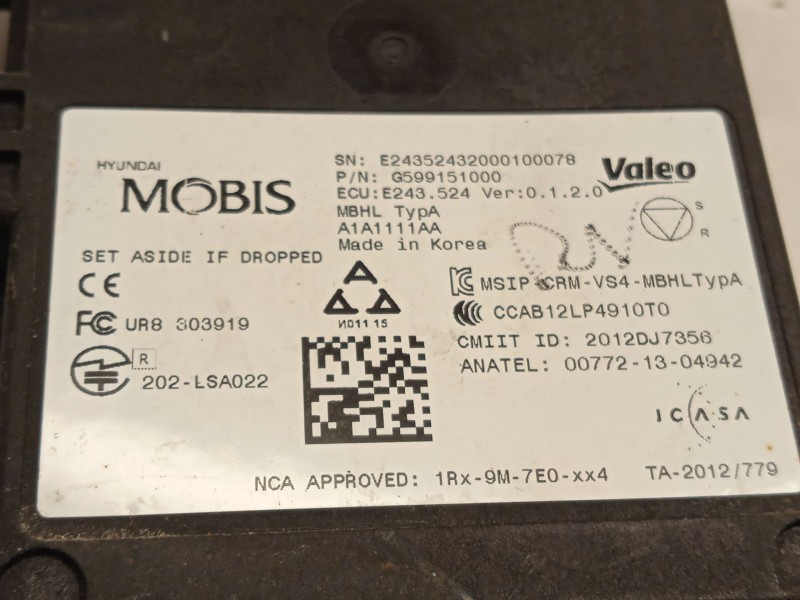 HYUNDAI
MOBIS
SN: E24352432000100078
P/N: G599151000
ECU:E243.524 Ver:0.1.2.0
MBHL TypA
A1A1111AA
Made in Korea
Valeo
S
R
SET ASIDE IF DROPPED
CE
FC UR8 303919
R
202-LSA022
A
A A
N011 15
MSIP-CRM-VS4-MBHLTypA
CCAB12LP4910T0
CMIIT ID: 2012DJ7356
ANATEL: 00772-13-04942
ICASA
NCA APPROVED: 1Rx-9M-7E0-xx4
TA-2012/779